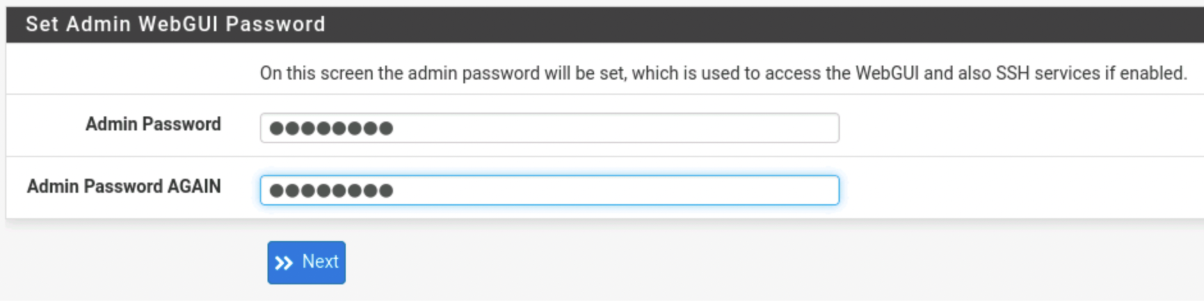 Set Admin WebGUI Password
On this screen the admin password will be set, which is used to access the WebGUI and also SSH services if enabled.
Admin Password ●●●●●●●●
Admin Password AGAIN ●●●●●●●●
Next